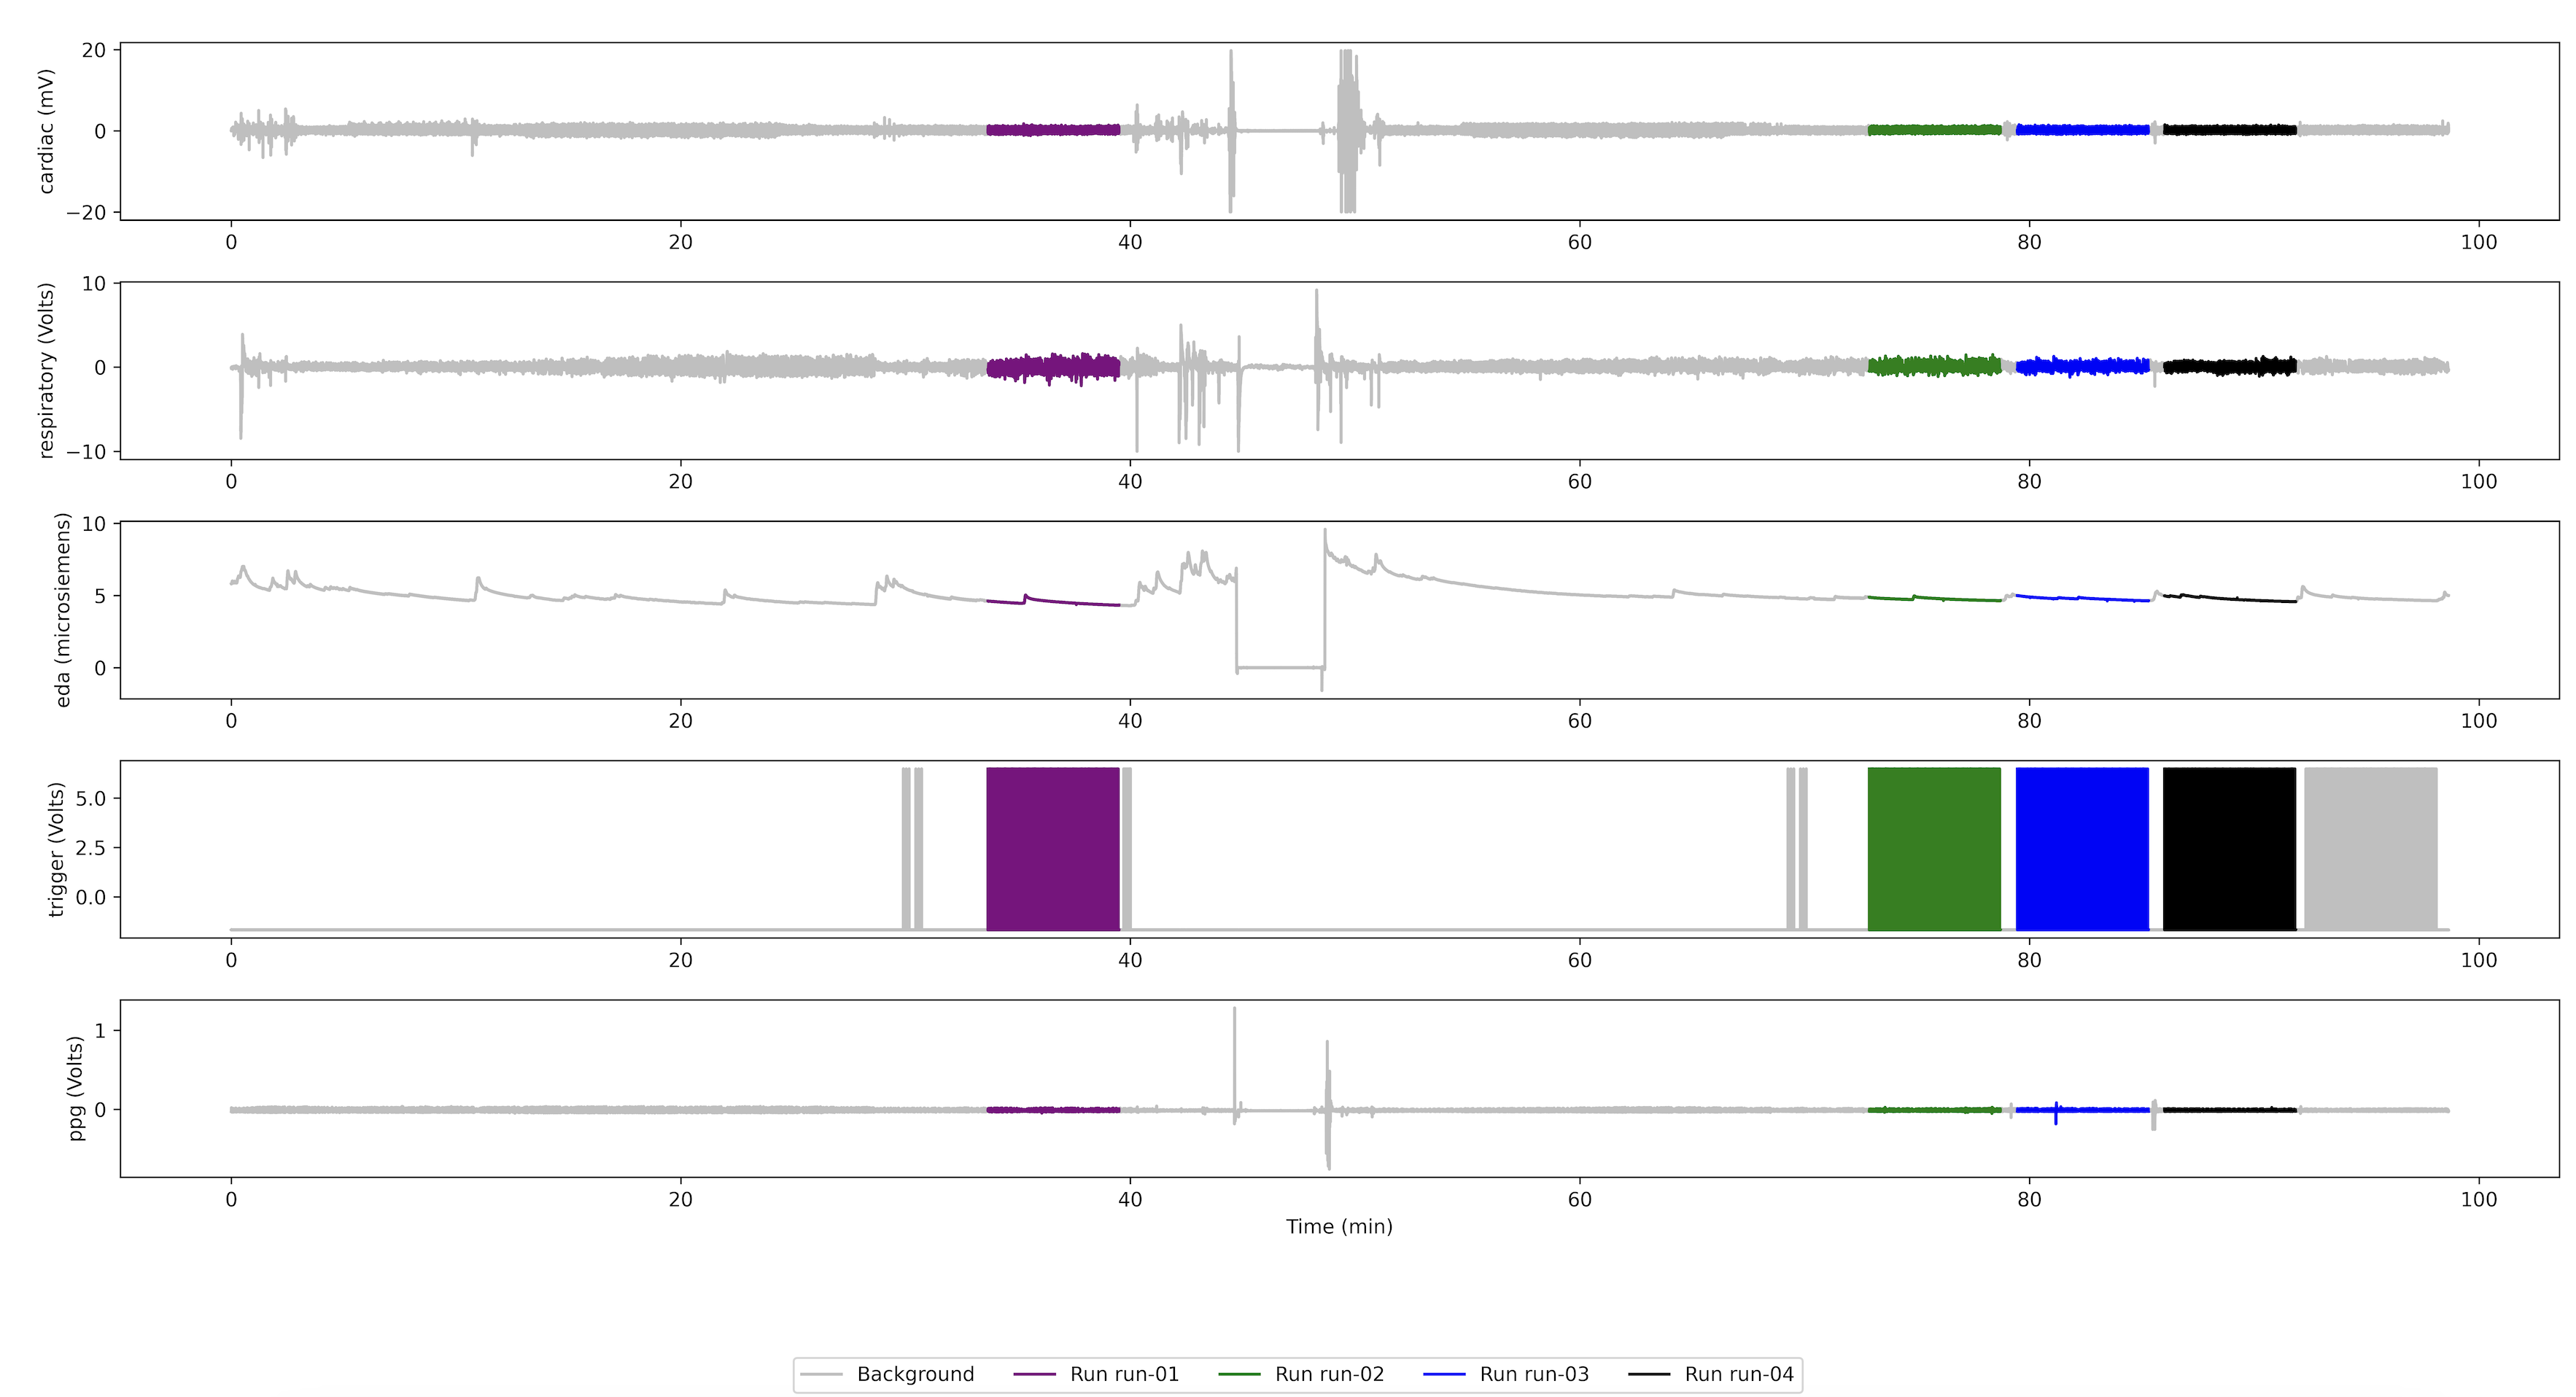 20
0
−20
cardiac (mV)
0 20 40 60 80 100
10
0
−10
respiratory (Volts)
0 20 40 60 80 100
10
5
0
eda (microsiemens)
0 20 40 60 80 100
5.0
2.5
0.0
trigger (Volts)
0 20 40 60 80 100
1
0
ppg (Volts)
0 20 40 60 80 100
Time (min)
Background Run run-01 Run run-02 Run run-03 Run run-04